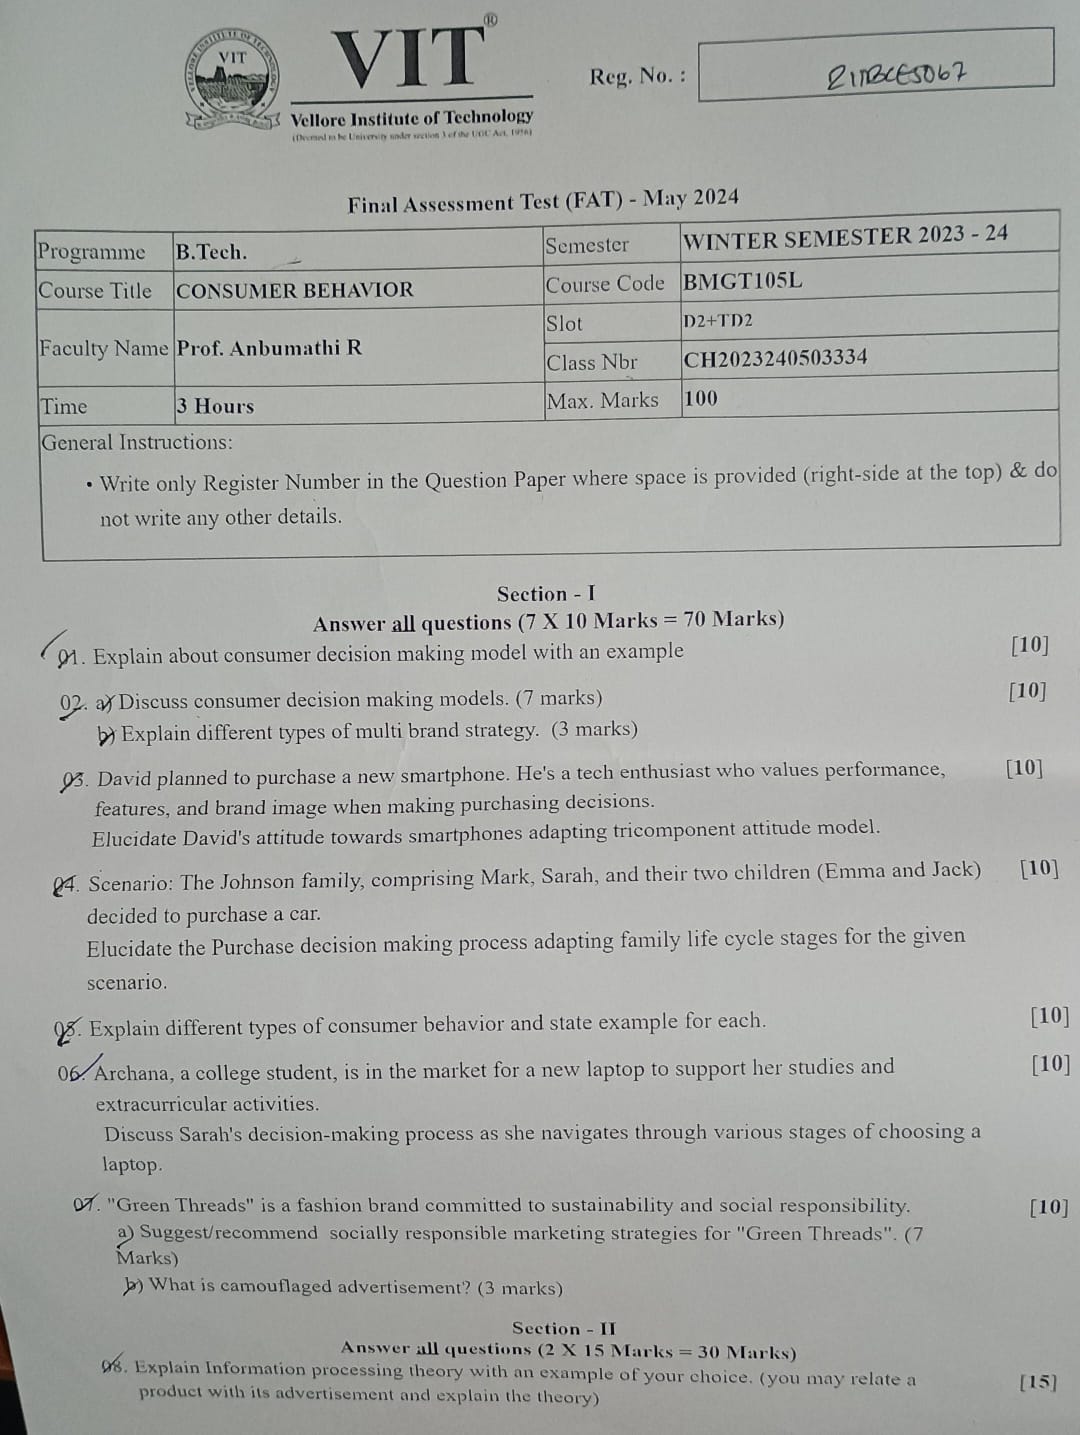 VIT®
VIT
Vellore Institute of Technology
(Deemed to be University under section 3 of the UGC Act, 1956)
Reg. No. :
21BCE5067
Final Assessment Test (FAT) - May 2024
Programme B.Tech. Semester WINTER SEMESTER 2023 - 24
Course Title CONSUMER BEHAVIOR Course Code BMGT105L
Faculty Name Prof. Anbumathi R Slot D2+TD2
Class Nbr CH2023240503334
Time 3 Hours Max. Marks 100
General Instructions:
• Write only Register Number in the Question Paper where space is provided (right-side at the top) & do
not write any other details.
Section - I
Answer all questions (7 X 10 Marks = 70 Marks)
01. Explain about consumer decision making model with an example [10]
02. a) Discuss consumer decision making models. (7 marks) [10]
b) Explain different types of multi brand strategy. (3 marks)
03. David planned to purchase a new smartphone. He's a tech enthusiast who values performance, [10]
features, and brand image when making purchasing decisions.
Elucidate David's attitude towards smartphones adapting tricomponent attitude model.
04. Scenario: The Johnson family, comprising Mark, Sarah, and their two children (Emma and Jack) [10]
decided to purchase a car.
Elucidate the Purchase decision making process adapting family life cycle stages for the given
scenario.
05. Explain different types of consumer behavior and state example for each. [10]
06. Archana, a college student, is in the market for a new laptop to support her studies and [10]
extracurricular activities.
Discuss Sarah's decision-making process as she navigates through various stages of choosing a
laptop.
07. "Green Threads" is a fashion brand committed to sustainability and social responsibility. [10]
a) Suggest/recommend socially responsible marketing strategies for "Green Threads". (7
Marks)
b) What is camouflaged advertisement? (3 marks)
Section - II
Answer all questions (2 X 15 Marks = 30 Marks)
08. Explain Information processing theory with an example of your choice. (you may relate a [15]
product with its advertisement and explain the theory)